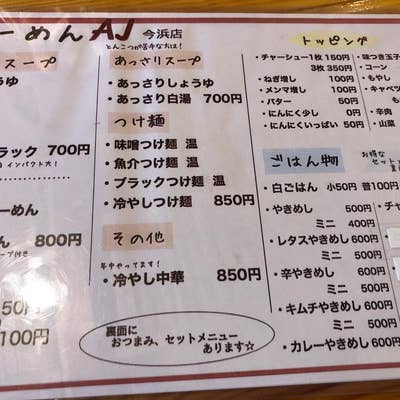 ーめん AJ 今浜店
スープ
ゆ
ラック 700円
インパクト大!
ーめん
ん 800円
ープ付き
50円
100円
とんこつが苦手な方は!
あっさりスープ
・あっさりしょうゆ
・あっさり白湯 700円
つけ麺
・味噌つけ麺 温
・魚介つけ麺 温
・ブラックつけ麺 温
・冷やしつけ麺 850円
その他
年中やってます!
・冷やし中華 850円
裏面に
おつまみ、セットメニュー
あります☆
トッピング
・チャーシュー1枚 150円
3枚 350円
・ねぎ増し 100円
・メンマ増し 100円
・バター 50円
・にんにく少し 0円
・にんにくいっぱい 50円
・味つき玉子
・コーン
・もやし
・キャベツ
・も
・辛肉
・山菜
ごはん物
お得な
セット
・白ごはん 小50円 普100円
・やきめし 500円
ミニ 400円
・レタスやきめし 600円
ミニ 500円
・辛やきめし 600円
ミニ 500円
・キムチやきめし 600円
ミニ 500円
・カレーやきめし 600円
・チャ